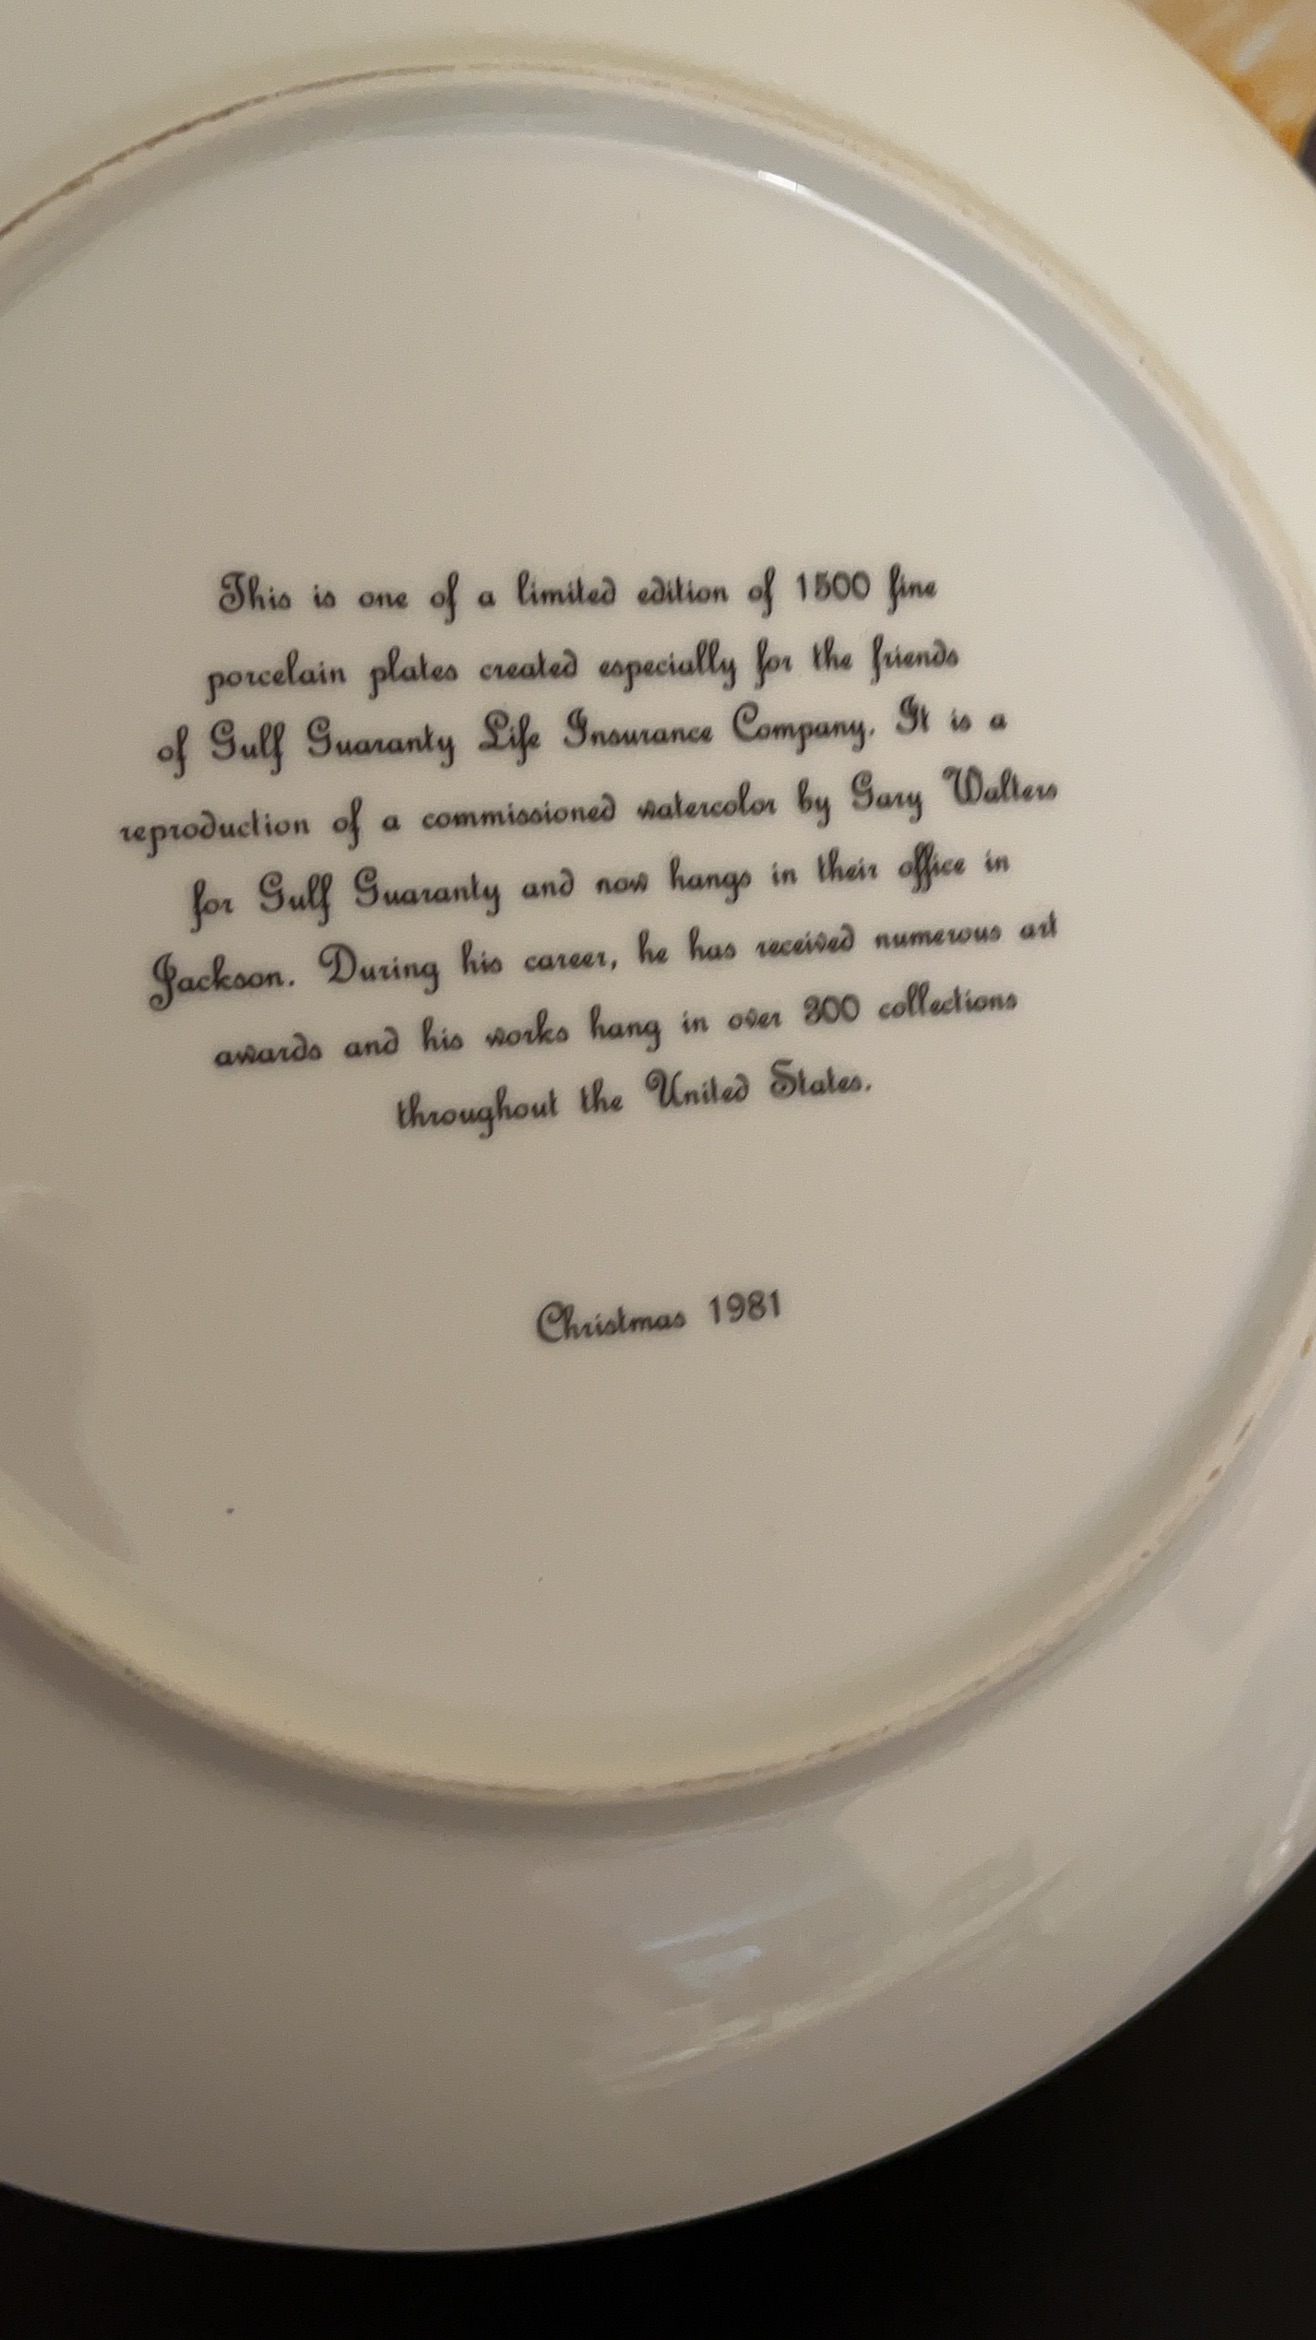 This is one of a limited edition of 1500 fine
porcelain plates created especially for the friends
of Gulf Guaranty Life Insurance Company. It is a
reproduction of a commissioned watercolor by Gary Walters
for Gulf Guaranty and now hangs in their office in
Jackson. During his career, he has received numerous art
awards and his works hang in over 300 collections
throughout the United States.
Christmas 1981